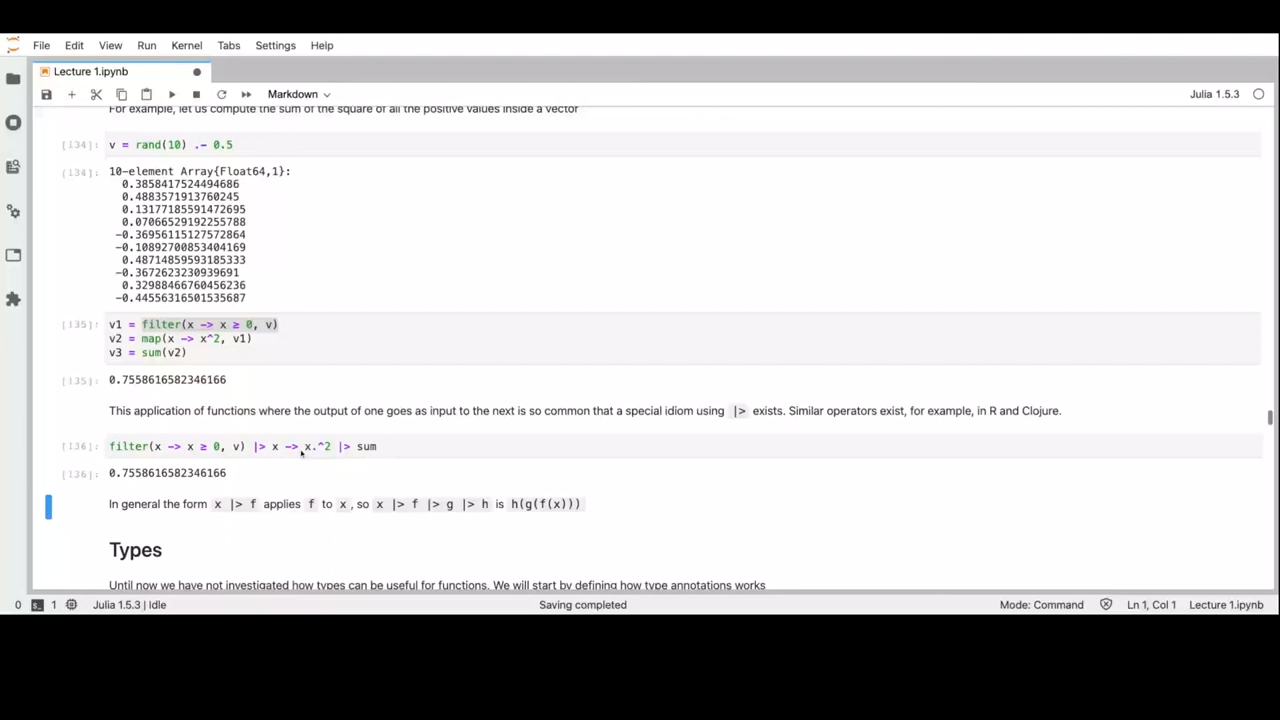 File Edit View Run Kernel Tabs Settings Help
Lecture 1.ipynb
Markdown
Julia 1.5.3
For example, let us compute the sum of the square of all the positive values inside a vector
[134]: v = rand(10) .- 0.5
[134]: 10-element Array{Float64,1}:
0.3858417524494686
0.4883571913760245
0.13177185591472695
0.07066529192255788
-0.36956115127572864
-0.10892700853404169
0.48714859593185333
-0.3672623230939691
0.32988466760456236
-0.44556316501535687
[135]: v1 = filter(x -> x ≥ 0, v)
v2 = map(x -> x^2, v1)
v3 = sum(v2)
[135]: 0.7558616582346166
This application of functions where the output of one goes as input to the next is so common that a special idiom using |> exists. Similar operators exist, for example, in R and Clojure.
[136]: filter(x -> x ≥ 0, v) |> x -> x.^2 |> sum
[136]: 0.7558616582346166
In general the form x |> f applies f to x , so x |> f |> g |> h is h(g(f(x)))
Types
Until now we have not investigated how types can be useful for functions. We will start by defining how type annotations works
0 1 Julia 1.5.3 | Idle Saving completed Mode: Command Ln 1, Col 1 Lecture 1.ipynb